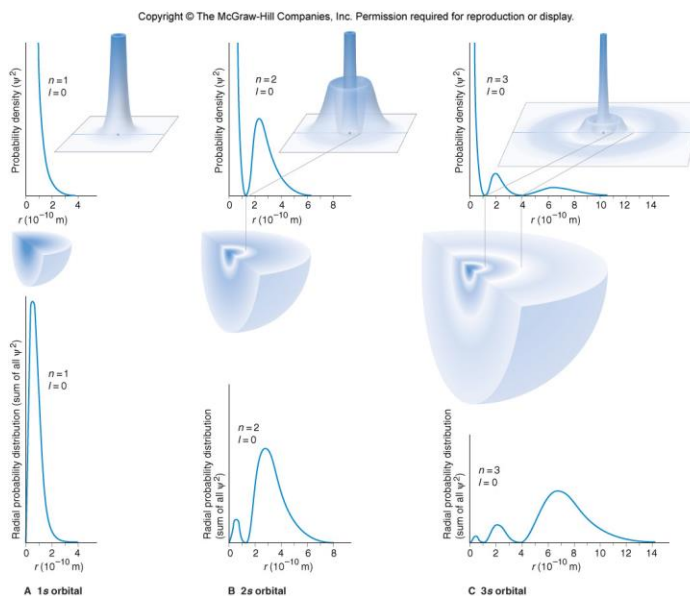 Copyright © The McGraw-Hill Companies, Inc. Permission required for reproduction or display.
Probability density (Ψ²)
n=1
l=0
0 2 4
r (10⁻¹⁰ m)
Probability density (Ψ²)
n=2
l=0
0 2 4 6 8
r (10⁻¹⁰ m)
Probability density (Ψ²)
n=3
l=0
0 2 4 6 8 10 12 14
r (10⁻¹⁰ m)
Radial probability distribution (sum of all Ψ²)
n=1
l=0
0 2 4
r (10⁻¹⁰ m)
Radial probability distribution
(sum of all Ψ²)
n=2
l=0
0 2 4 6 8
r (10⁻¹⁰ m)
Radial probability distribution
(sum of all Ψ²)
n=3
l=0
0 2 4 6 8 10 12 14
r (10⁻¹⁰ m)
A 1s orbital
B 2s orbital
C 3s orbital